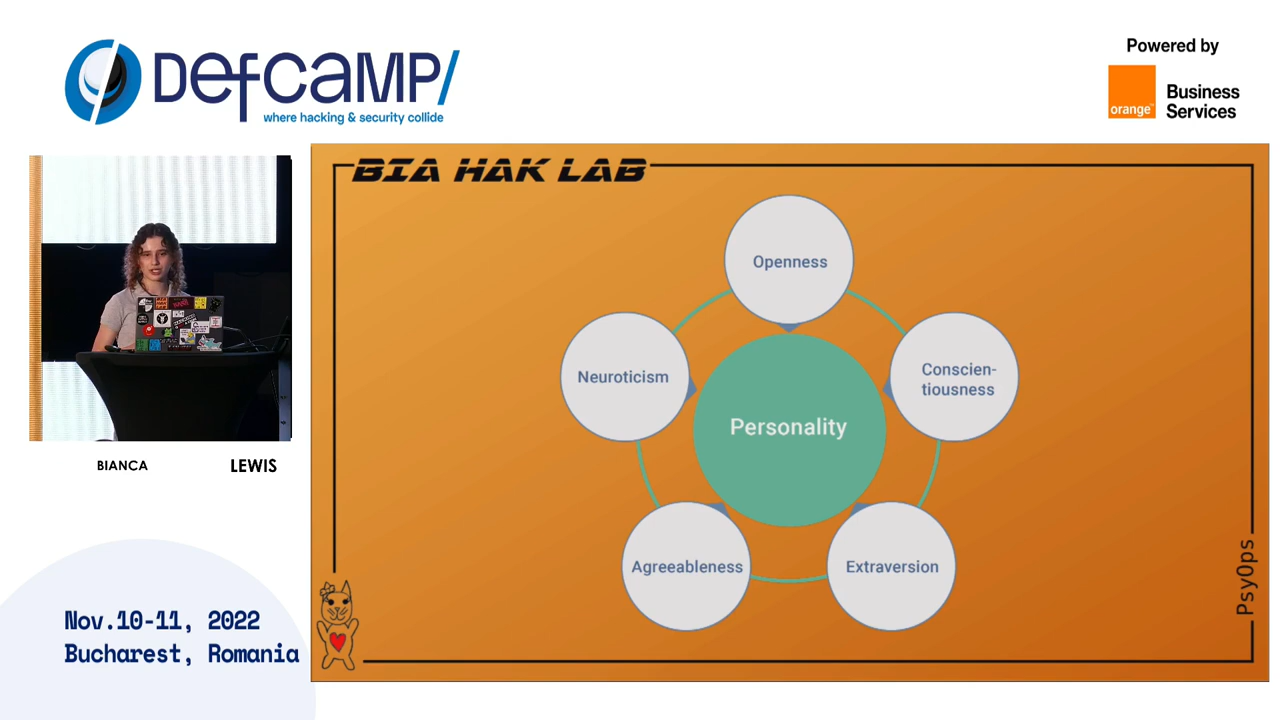 DefCamp/
where hacking & security collide
Powered by
orange™
Business
Services
BIA HAK LAB
Openness
Neuroticism
Conscien-
tiousness
Personality
Agreeableness
Extraversion
PsyOps
BIANCA LEWIS
Nov.10-11, 2022
Bucharest, Romania